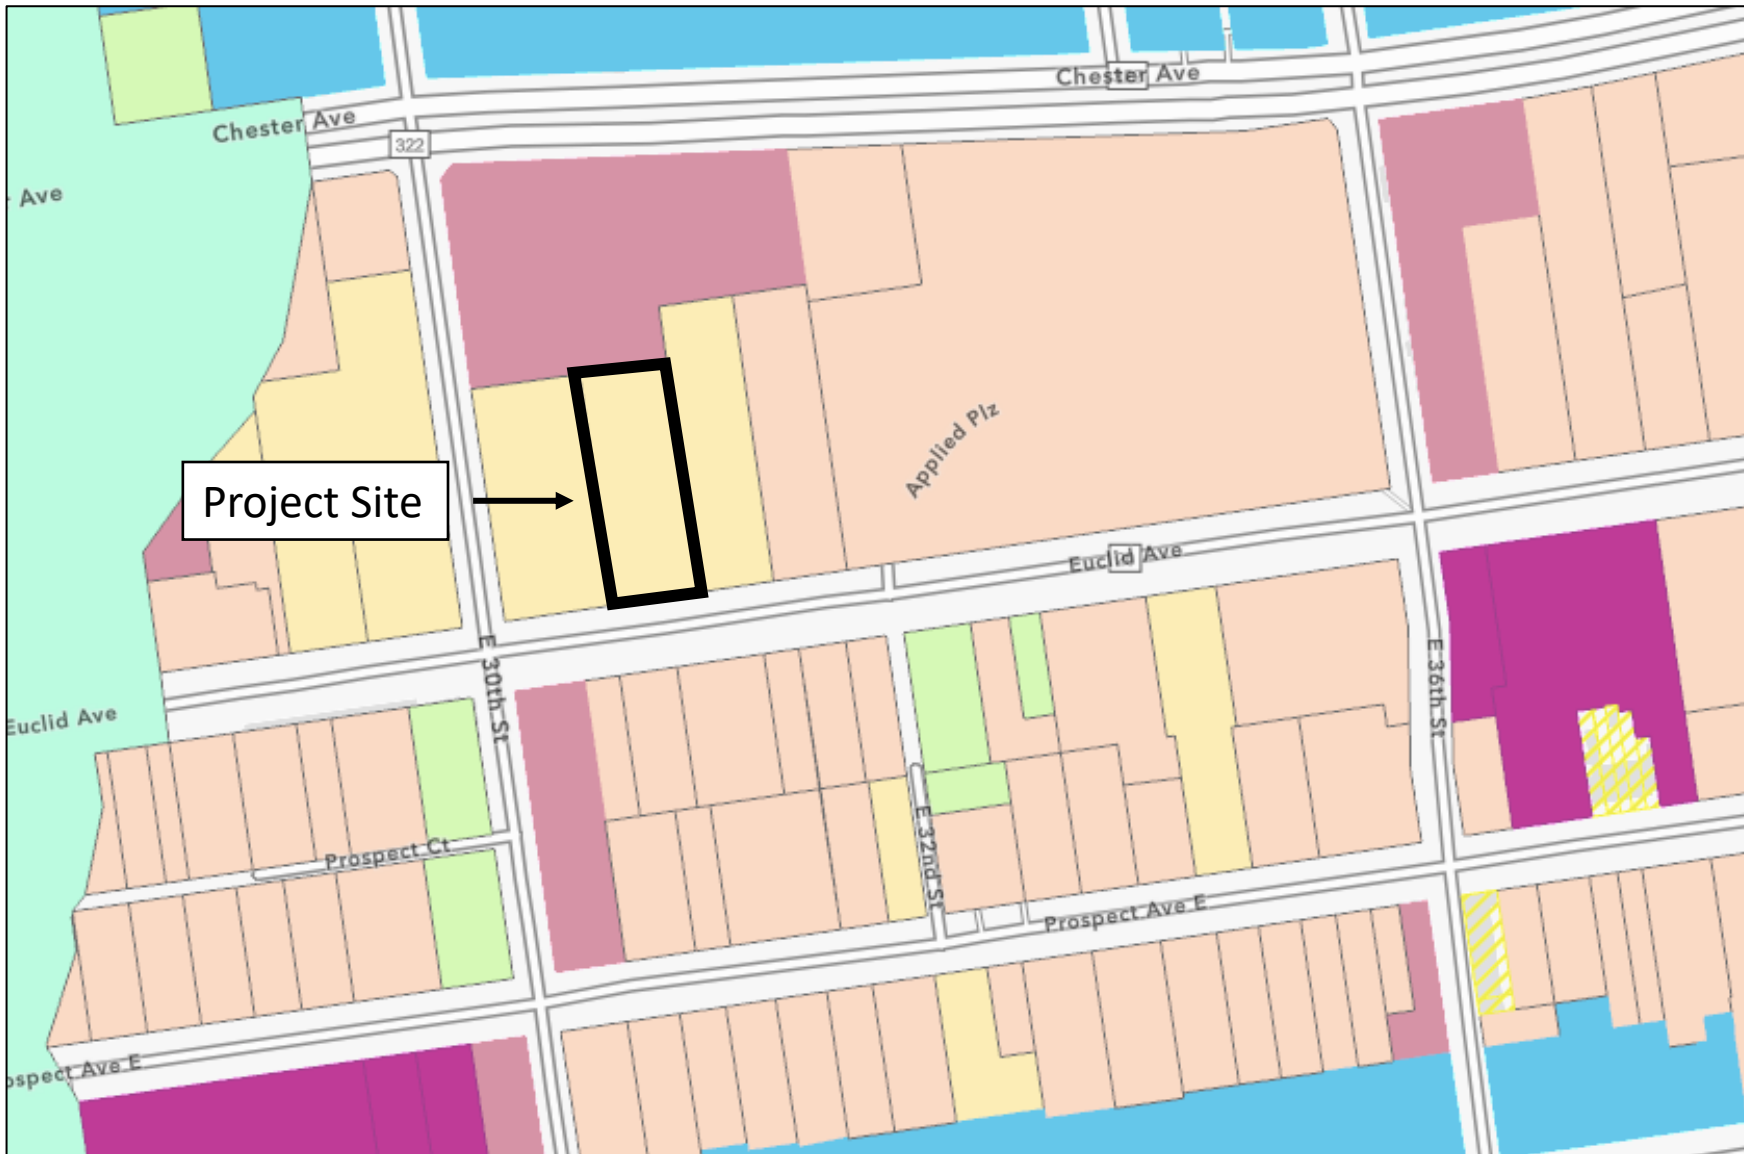 Chester Ave
Chester Ave
322
Ave
Applied Plz
Project Site
Euclid Ave
E 30th St
E 36th St
Euclid Ave
E 32nd St
Prospect Ct
Prospect Ave E
ospect Ave E